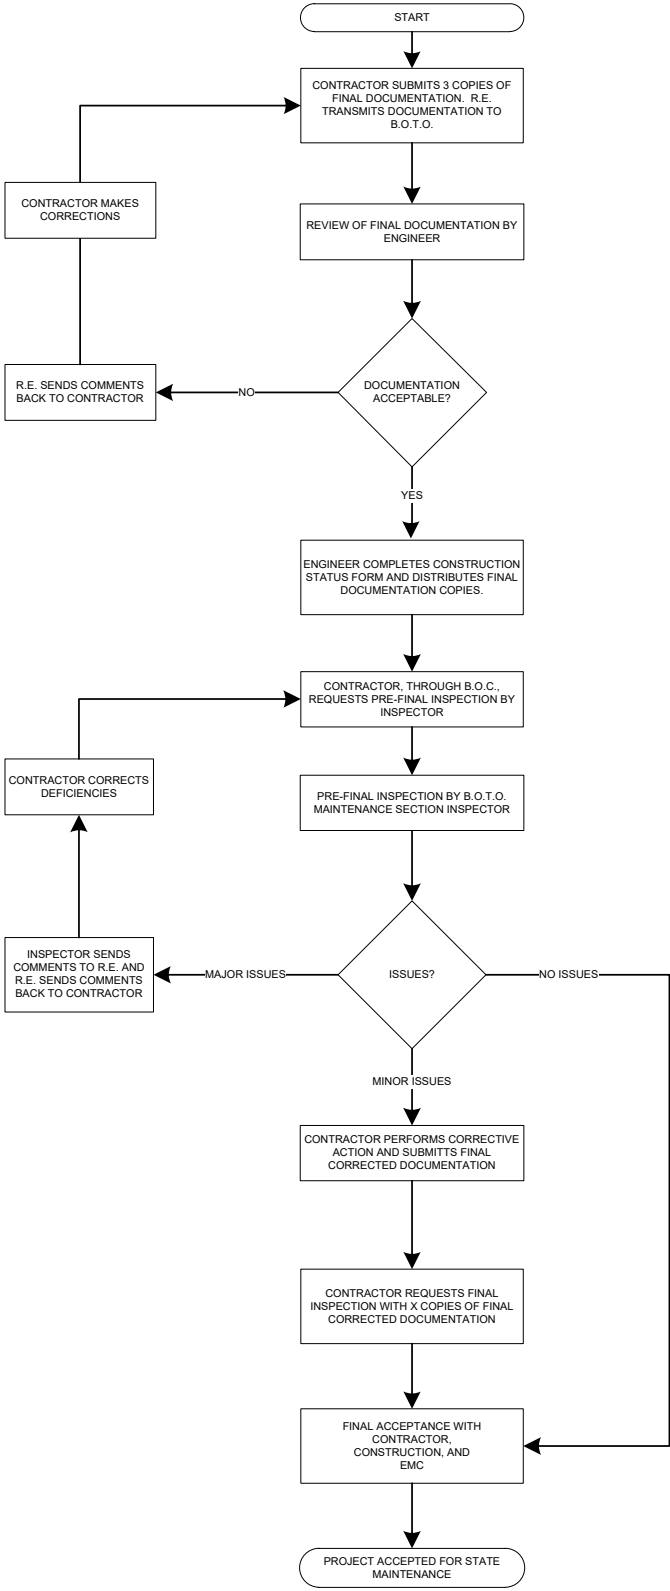 START
CONTRACTOR SUBMITS 3 COPIES OF
FINAL DOCUMENTATION. R.E.
TRANSMITS DOCUMENTATION TO
B.O.T.O.
CONTRACTOR MAKES
CORRECTIONS
REVIEW OF FINAL DOCUMENTATION BY
ENGINEER
R.E. SENDS COMMENTS
BACK TO CONTRACTOR
NO
DOCUMENTATION
ACCEPTABLE?
YES
ENGINEER COMPLETES CONSTRUCTION
STATUS FORM AND DISTRIBUTES FINAL
DOCUMENTATION COPIES.
CONTRACTOR, THROUGH B.O.C.,
REQUESTS PRE-FINAL INSPECTION BY
INSPECTOR
CONTRACTOR CORRECTS
DEFICIENCIES
PRE-FINAL INSPECTION BY B.O.T.O.
MAINTENANCE SECTION INSPECTOR
INSPECTOR SENDS
COMMENTS TO R.E. AND
R.E. SENDS COMMENTS
BACK TO CONTRACTOR
MAJOR ISSUES
ISSUES?
NO ISSUES
MINOR ISSUES
CONTRACTOR PERFORMS CORRECTIVE
ACTION AND SUBMITTS FINAL
CORRECTED DOCUMENTATION
CONTRACTOR REQUESTS FINAL
INSPECTION WITH X COPIES OF FINAL
CORRECTED DOCUMENTATION
FINAL ACCEPTANCE WITH
CONTRACTOR,
CONSTRUCTION, AND
EMC
PROJECT ACCEPTED FOR STATE
MAINTENANCE